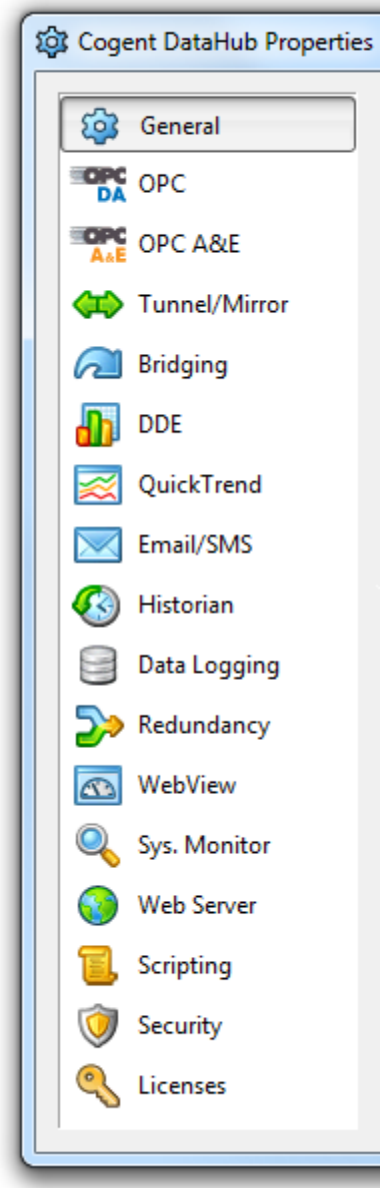 Cogent DataHub Properties
General
OPC DA OPC
OPC A&E OPC A&E
Tunnel/Mirror
Bridging
DDE
QuickTrend
Email/SMS
Historian
Data Logging
Redundancy
WebView
Sys. Monitor
Web Server
Scripting
Security
Licenses